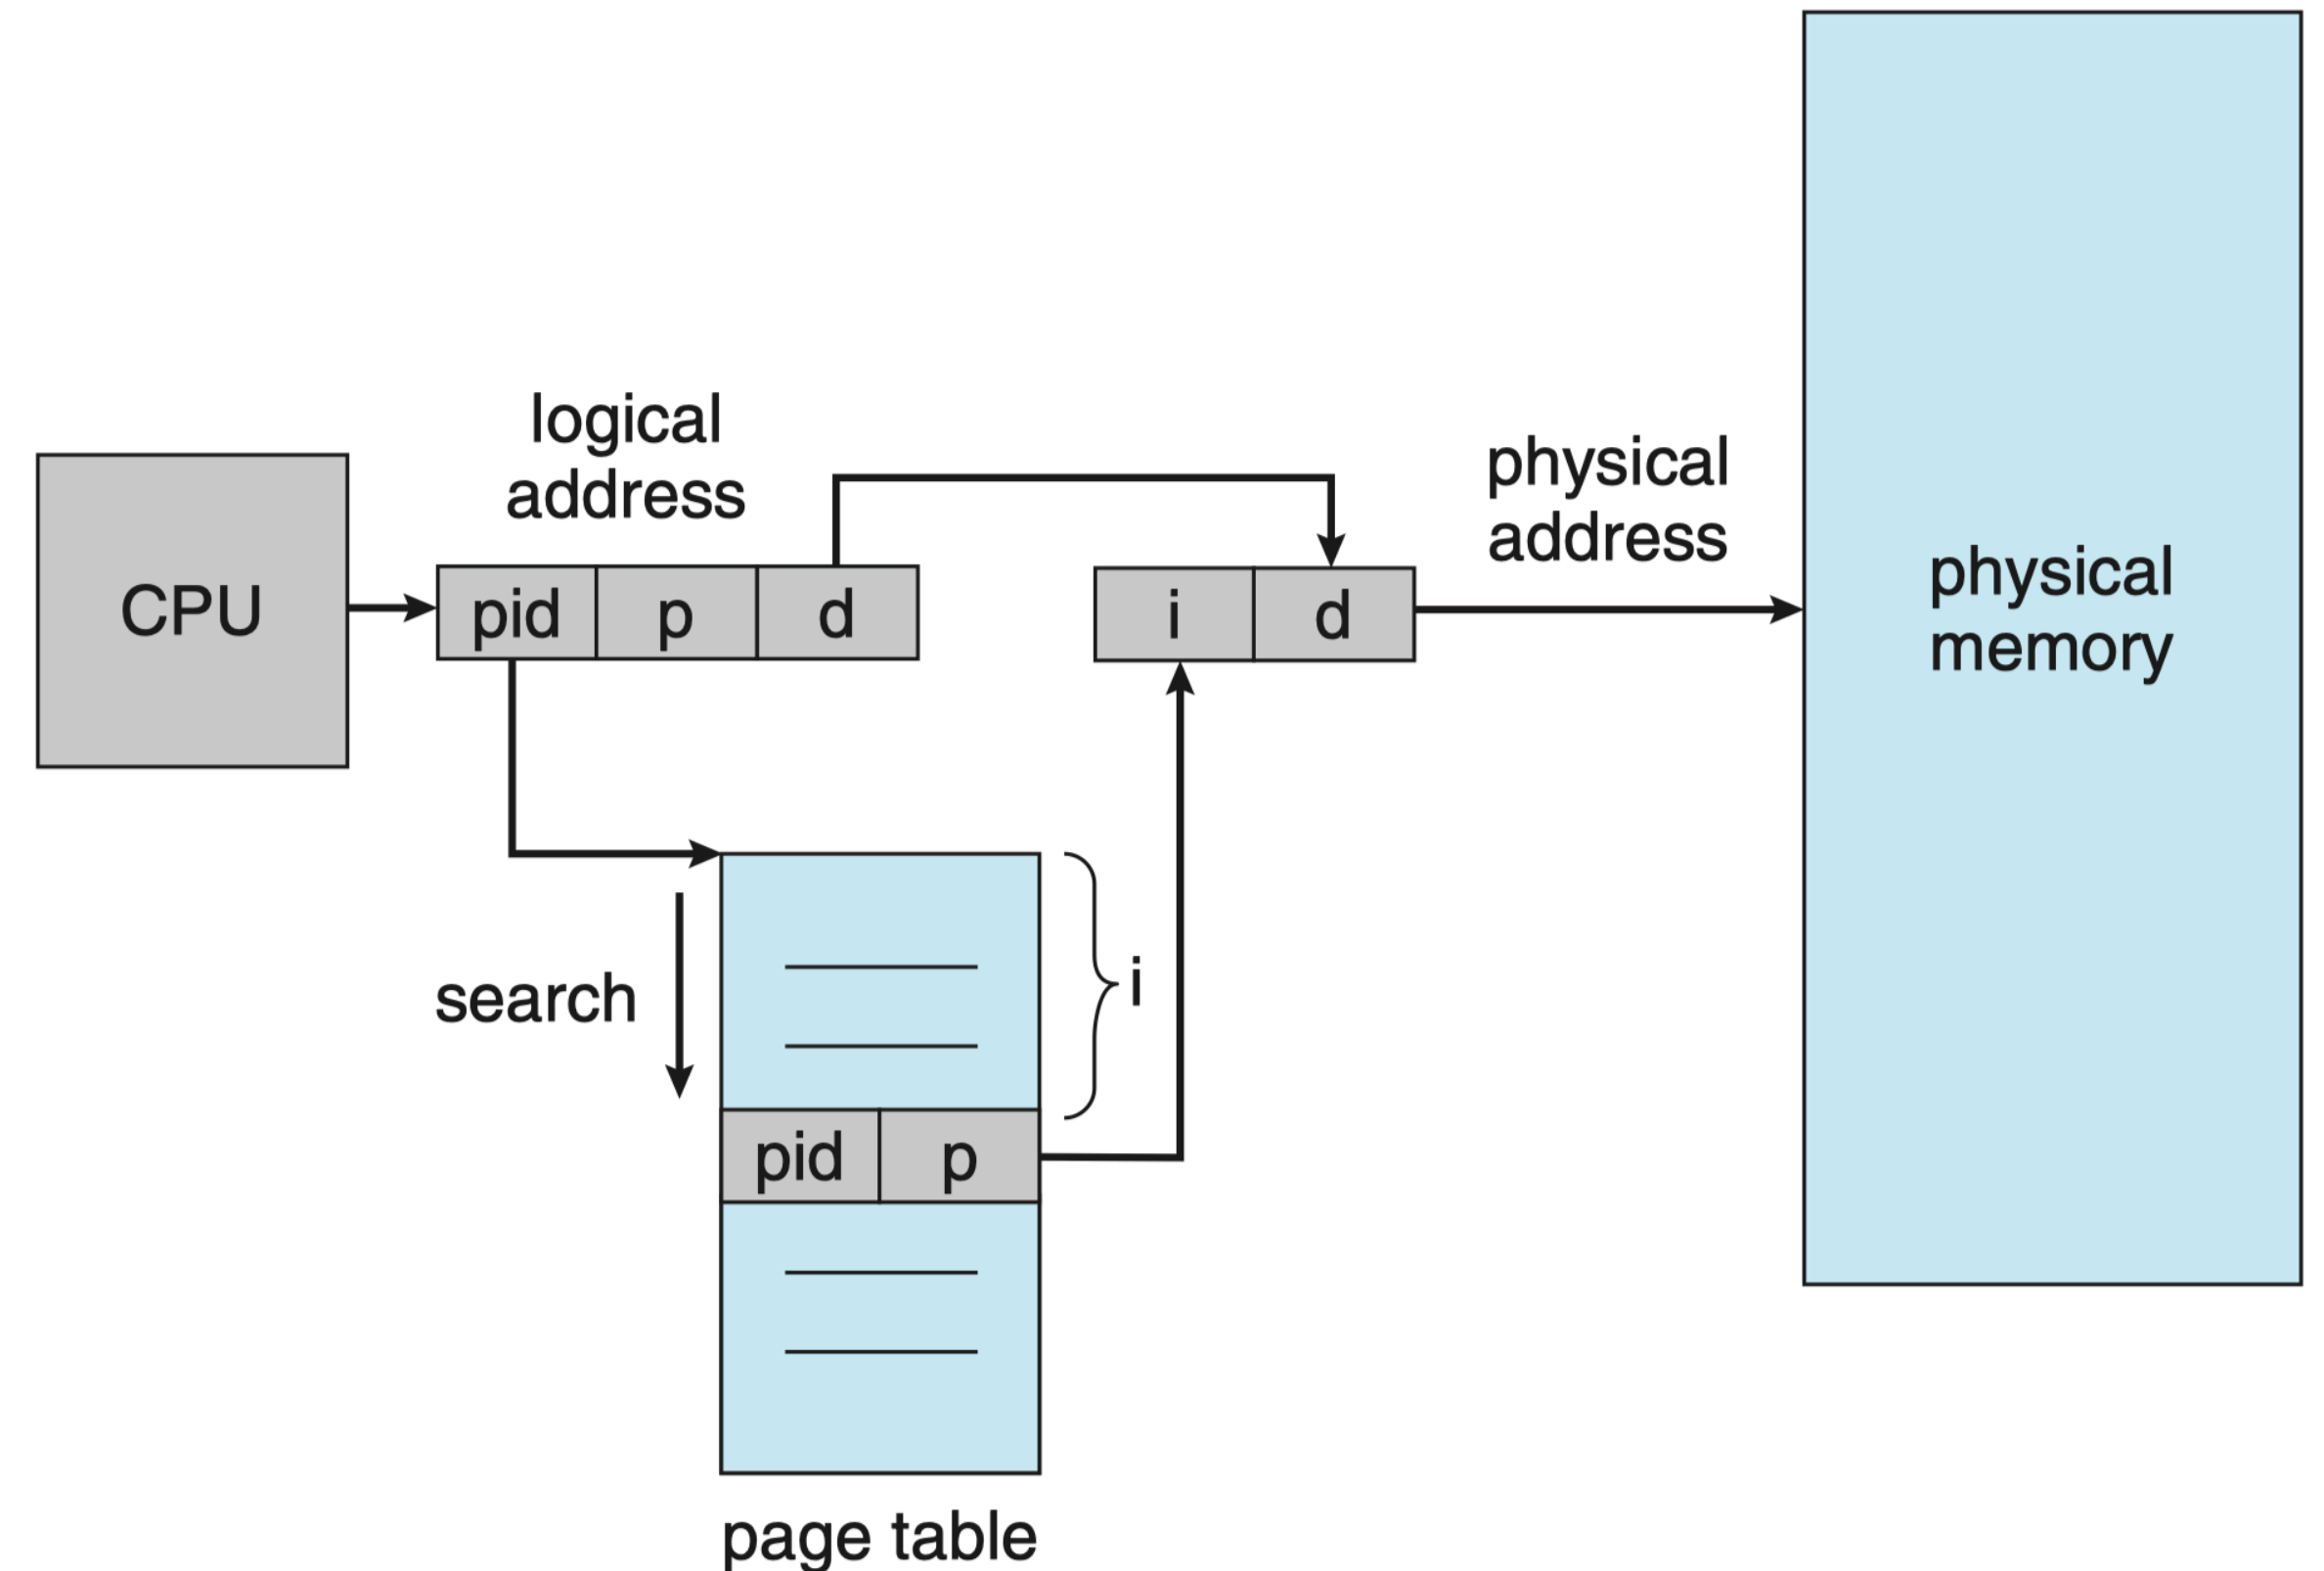 logical
address
physical
address
CPU
pid p d
i d
physical
memory
search
i
pid p
page table